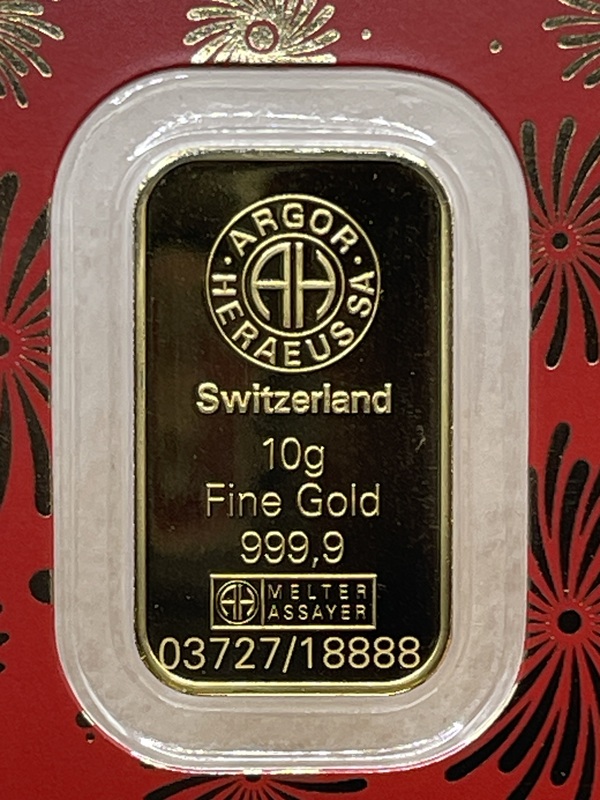 ARGOR
HERAEUS SA
AH
Switzerland
10g
Fine Gold
999,9
AH MELTER
ASSAYER
03727/18888